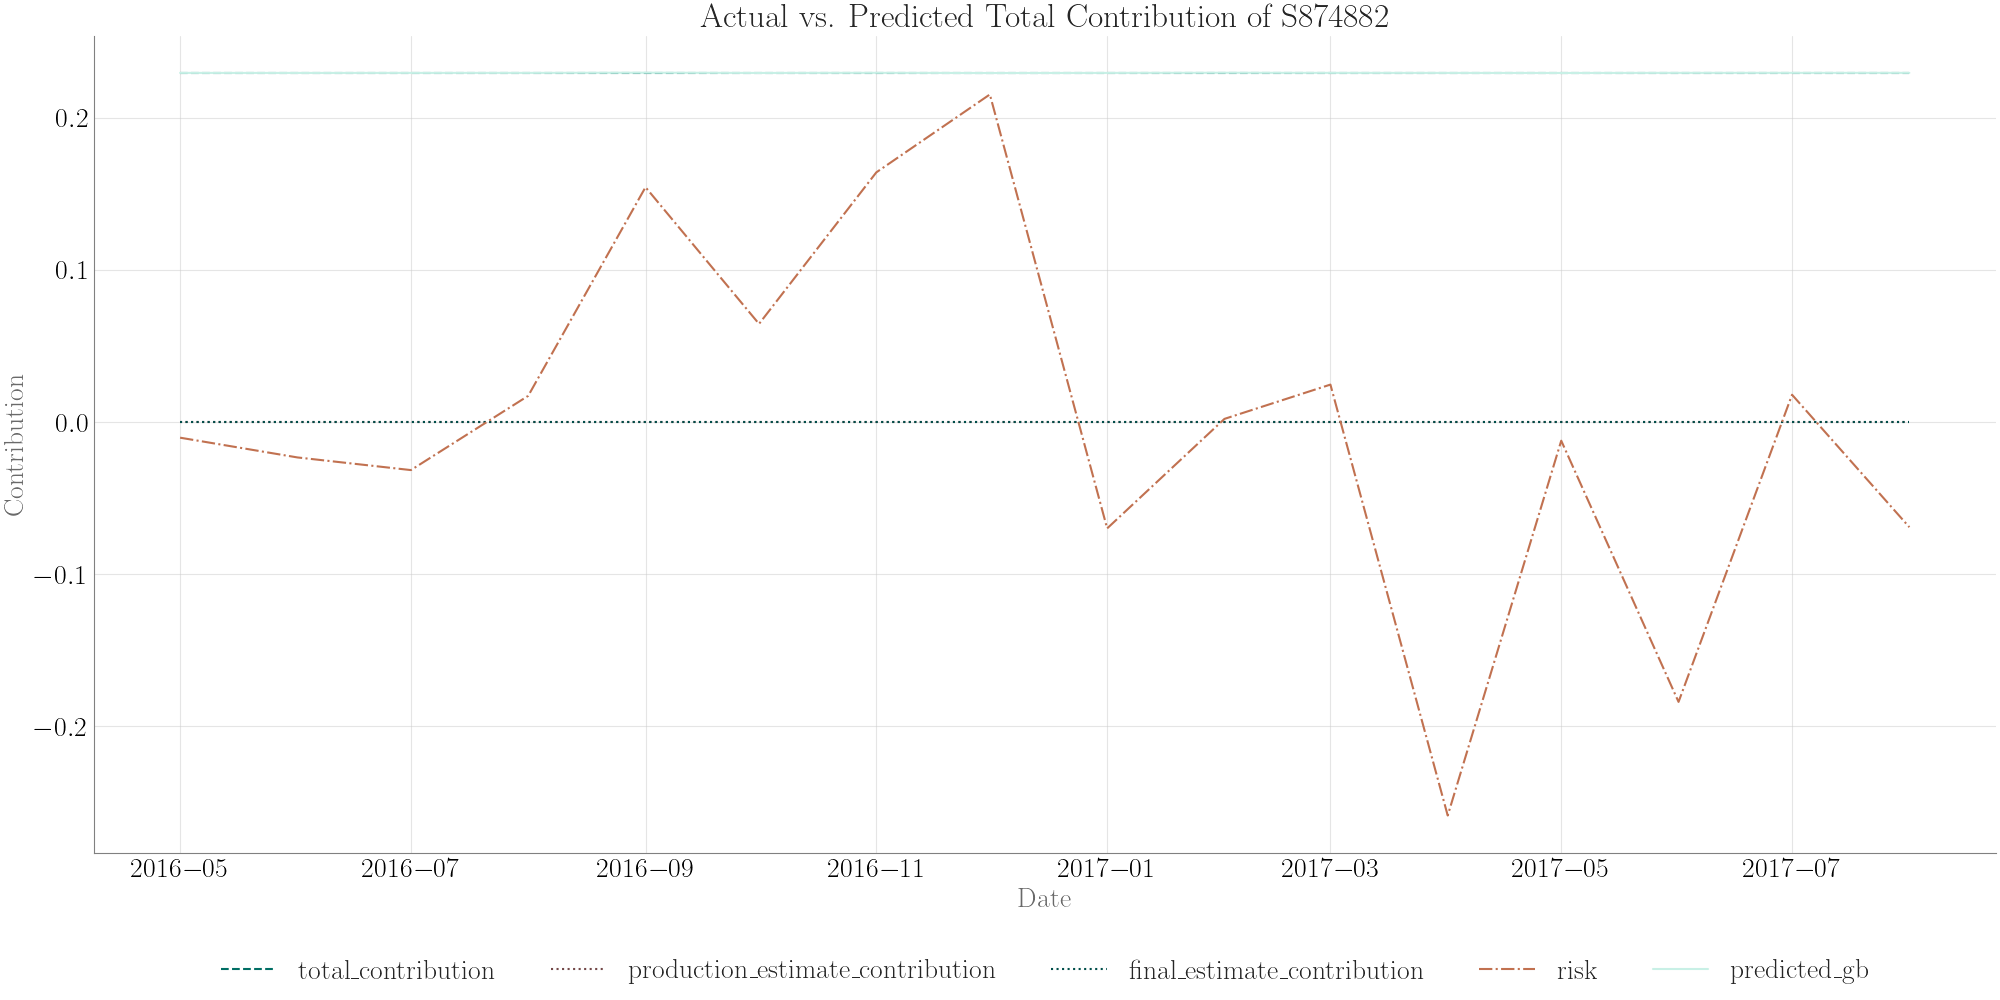 Actual vs. Predicted Total Contribution of S874882
Contribution
0.2
0.1
0.0
−0.1
−0.2
2016−05 2016−07 2016−09 2016−11 2017−01 2017−03 2017−05 2017−07
Date
total_contribution production_estimate_contribution final_estimate_contribution risk predicted_gb